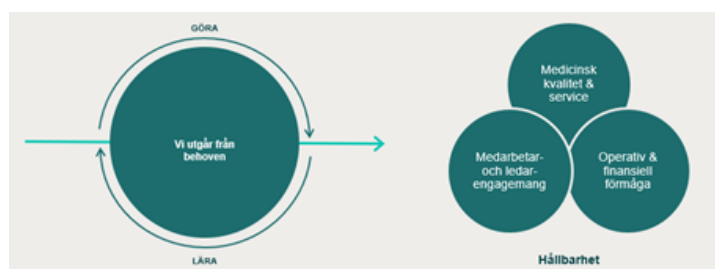 GÖRA
Vi utgår från
behoven
LÄRA
Medicinsk
kvalitet &
service
Medarbetar-
och ledar-
engagemang
Operativ &
finansiell
förmåga
Hållbarhet